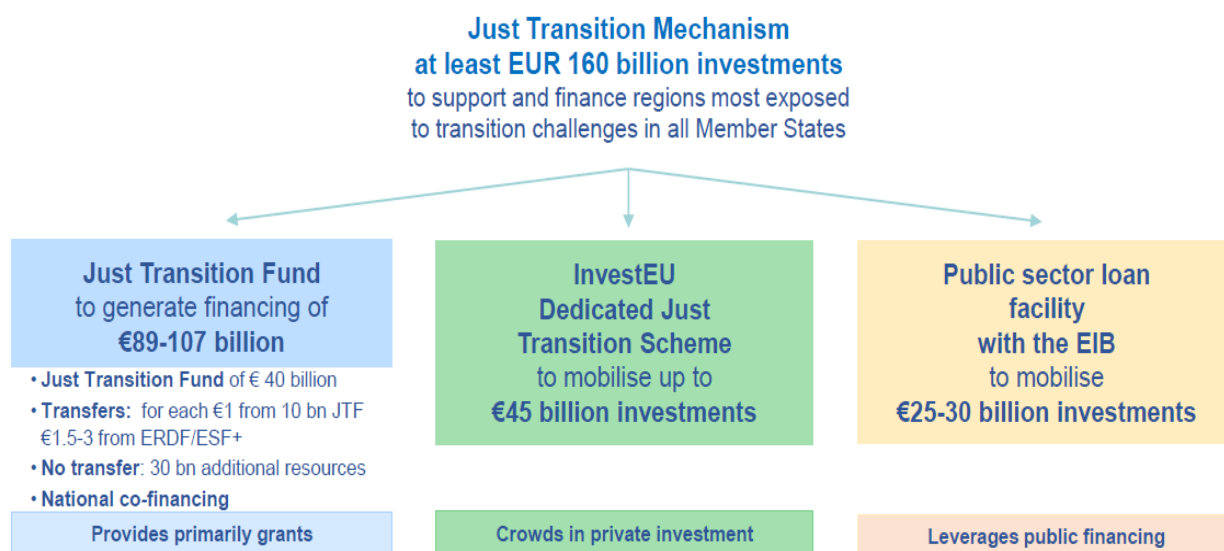 Just Transition Mechanism
at least EUR 160 billion investments
to support and finance regions most exposed
to transition challenges in all Member States
Just Transition Fund
to generate financing of
€89-107 billion
• Just Transition Fund of € 40 billion
• Transfers: for each €1 from 10 bn JTF
€1.5-3 from ERDF/ESF+
• No transfer: 30 bn additional resources
• National co-financing
Provides primarily grants
InvestEU
Dedicated Just
Transition Scheme
to mobilise up to
€45 billion investments
Crowds in private investment
Public sector loan
facility
with the EIB
to mobilise
€25-30 billion investments
Leverages public financing